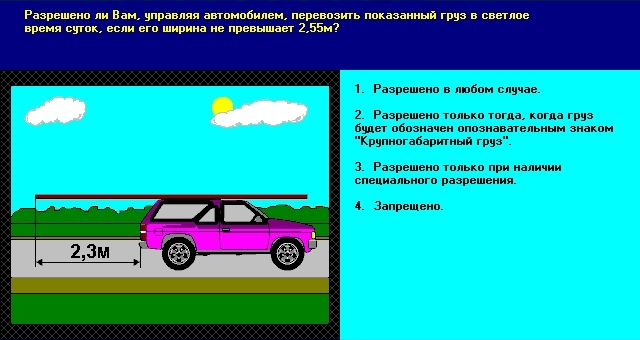 Разрешено ли Вам, управляя автомобилем, перевозить показанный груз в светлое
время суток, если его ширина не превышает 2,55м?
1. Разрешено в любом случае.
2. Разрешено только тогда, когда груз
будет обозначен опознавательным знаком
"Крупногабаритный груз".
3. Разрешено только при наличии
специального разрешения.
4. Запрещено.
2,3м